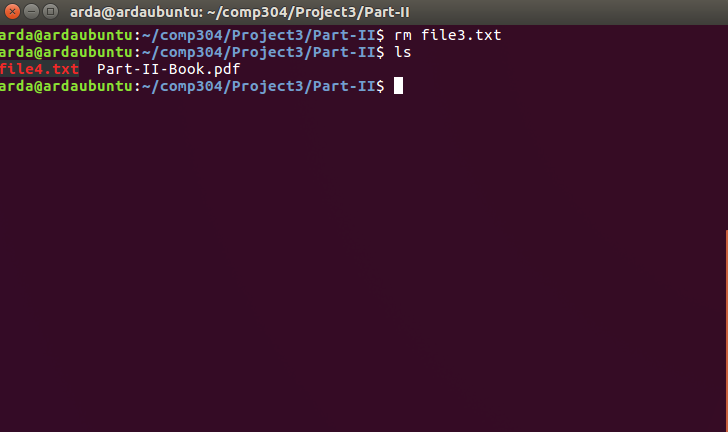 arda@ardaubuntu: ~/comp304/Project3/Part-II
arda@ardaubuntu:~/comp304/Project3/Part-II$ rm file3.txt
arda@ardaubuntu:~/comp304/Project3/Part-II$ ls
file4.txt  Part-II-Book.pdf
arda@ardaubuntu:~/comp304/Project3/Part-II$